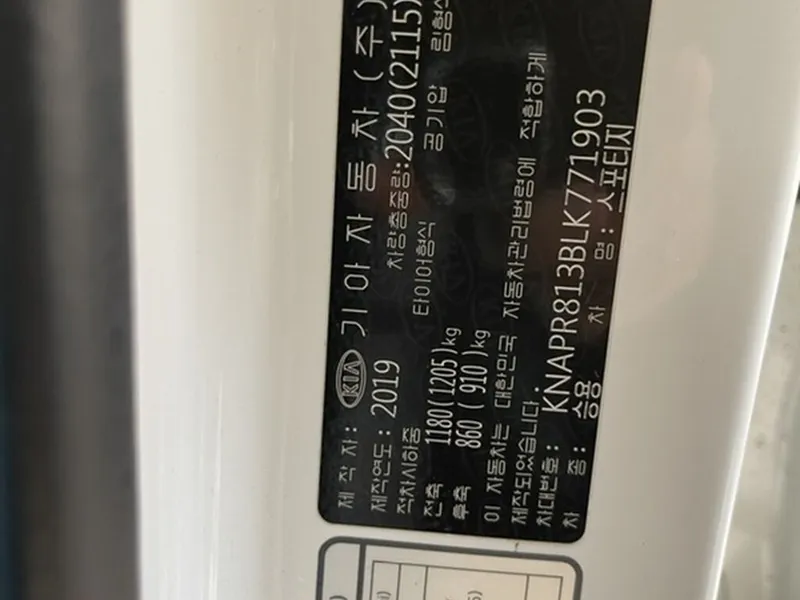 제 작 자: KIA 기 아 자 동 차 (주)
제작연도: 2019 차량총중량: 2040(2115)
적차시하중 타이어형식 공기압 림형식
전축 1180(1205)kg
후축 860 ( 910 )kg
이 자동차는 대한민국 자동차관리법령에 적합하게
제작되었습니다.
차대번호: KNAPR813BLK771903
차 종: 승용 차 명: 스포티지